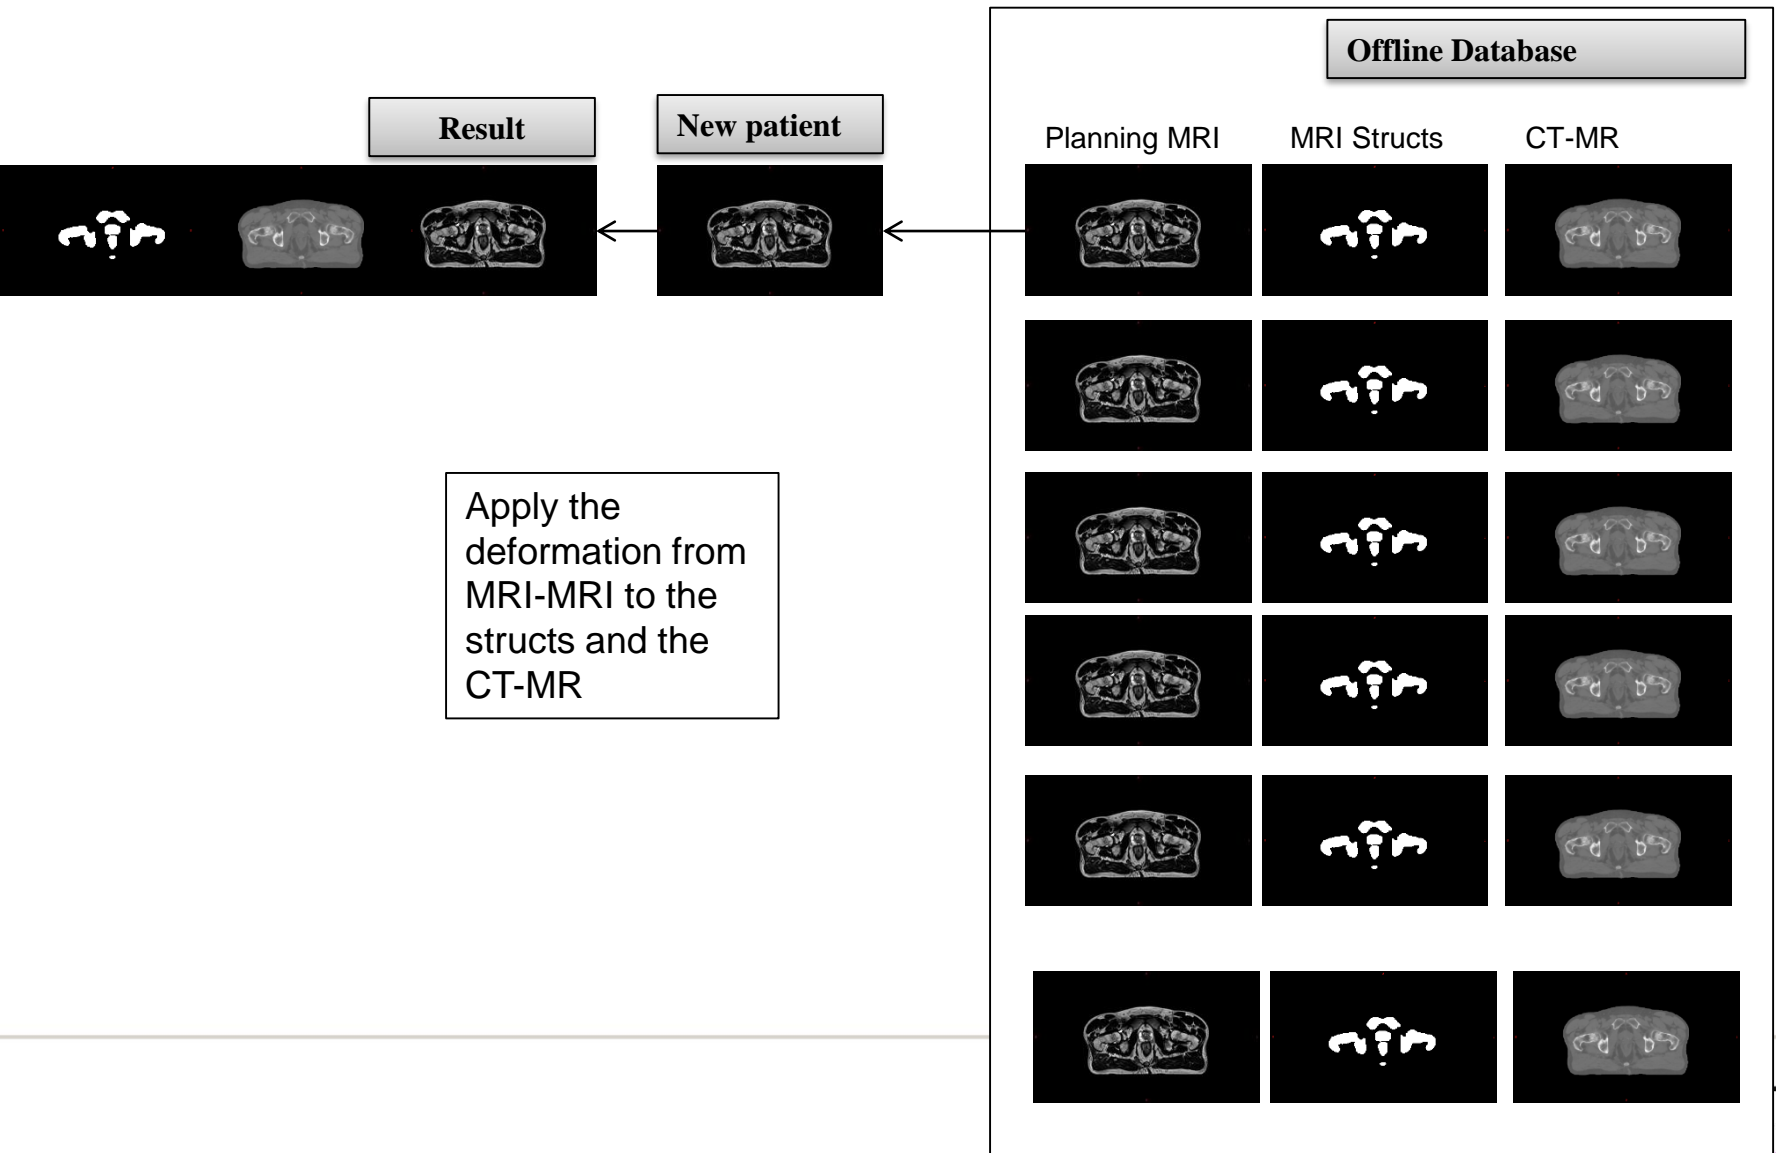 Offline Database
Result
New patient
Planning MRI
MRI Structs
CT-MR
Apply the
deformation from
MRI-MRI to the
structs and the
CT-MR